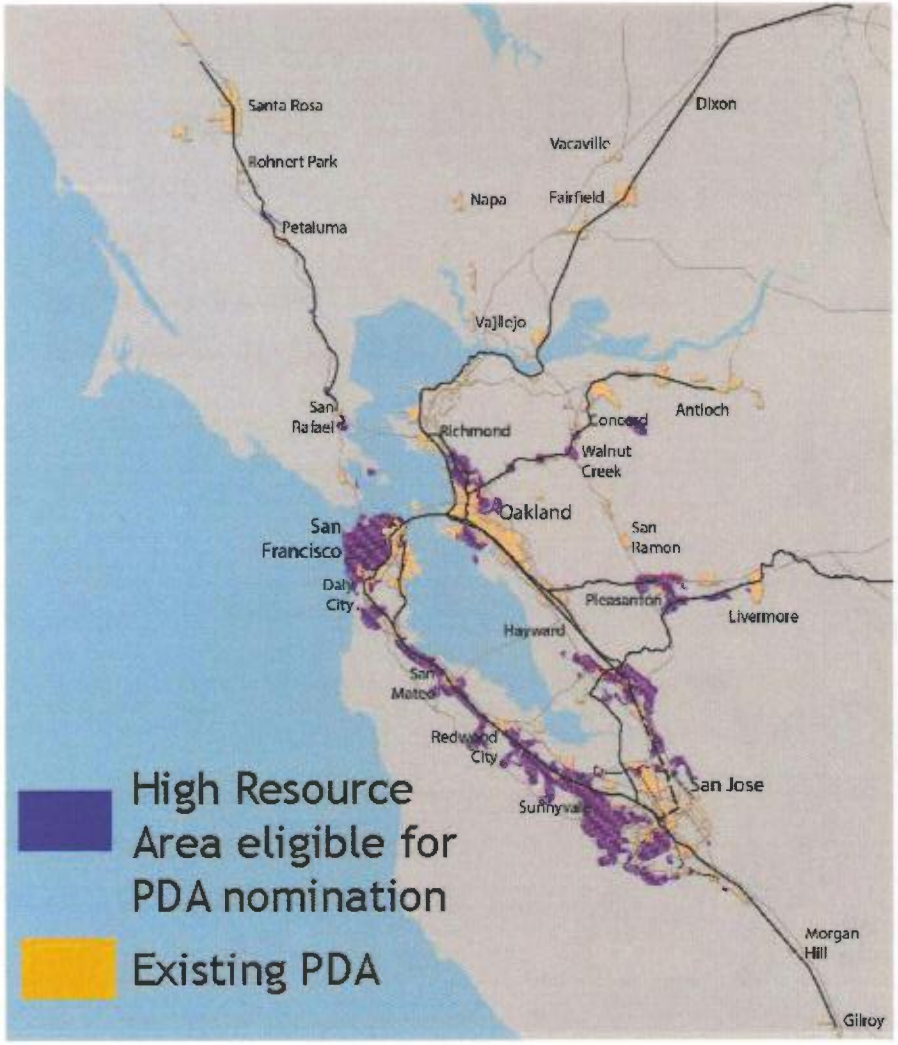 Santa Rosa
Dixon
Vacaville
Rohnert Park
Napa
Fairfield
Petaluma
Vallejo
San
Rafael
Concord
Antioch
Richmond
Walnut
Creek
Oakland
San
Francisco
San
Ramon
Daly
City
Pleasanton
Livermore
Hayward
San
Mateo
Redwood
City
San Jose
Sunnyvale
High Resource
Area eligible for
PDA nomination
Existing PDA
Morgan
Hill
Gilroy